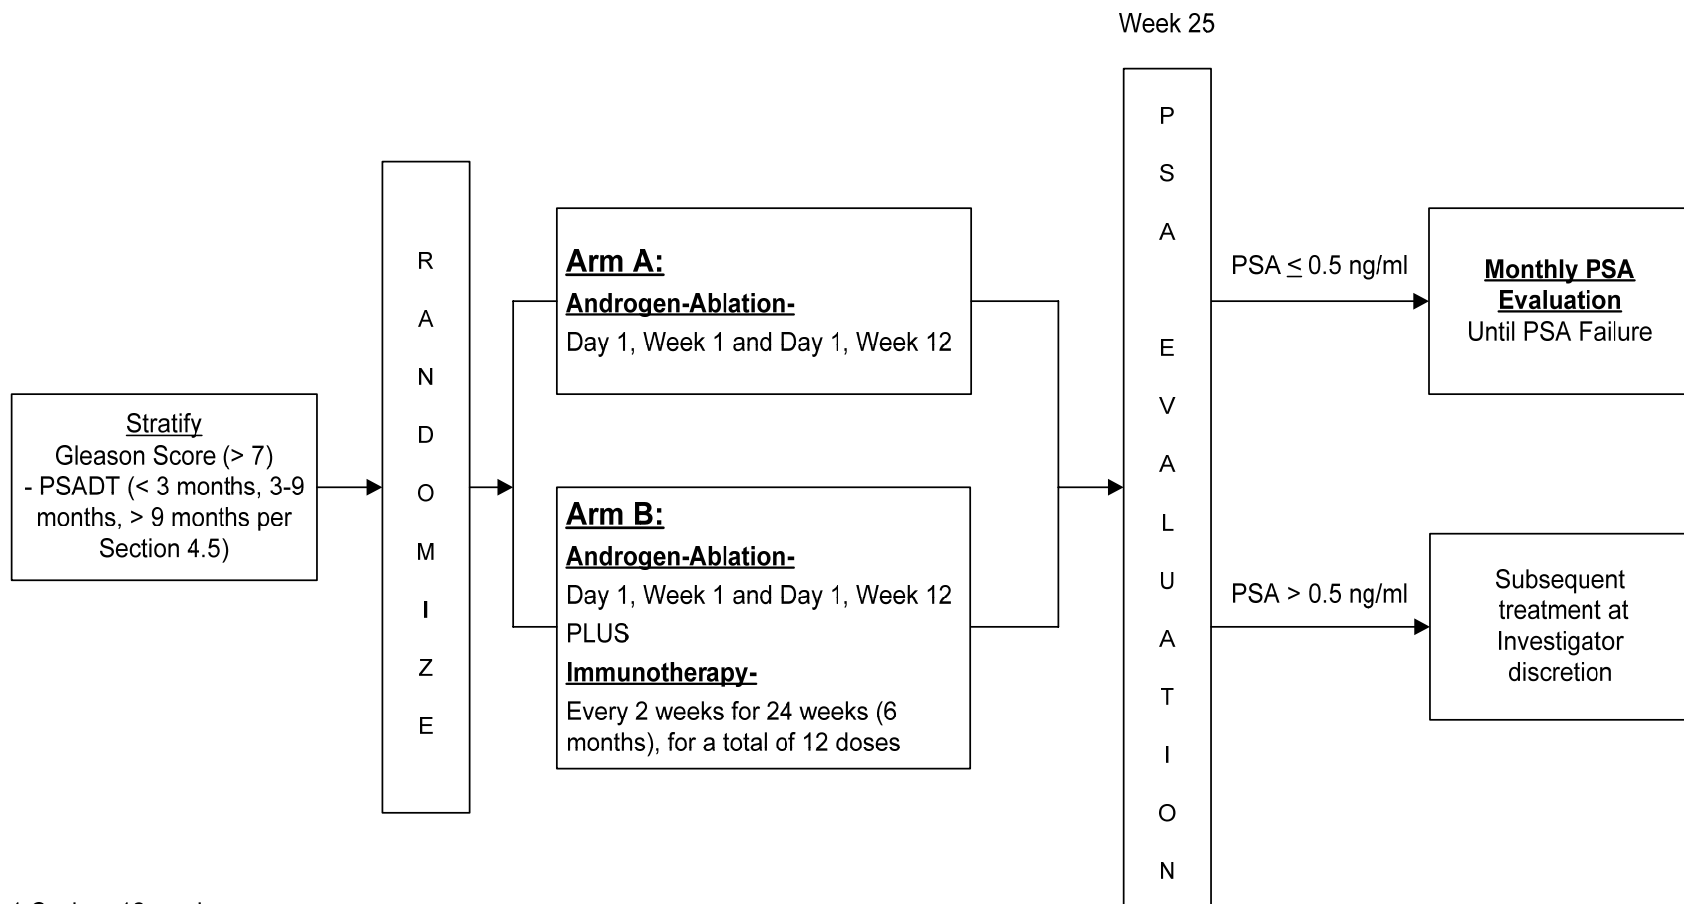 Week 25
Stratify
Gleason Score (> 7)
- PSADT (< 3 months, 3-9
months, > 9 months per
Section 4.5)
RANDOMIZE
Arm A:
Androgen-Ablation-
Day 1, Week 1 and Day 1, Week 12
Arm B:
Androgen-Ablation-
Day 1, Week 1 and Day 1, Week 12
PLUS
Immunotherapy-
Every 2 weeks for 24 weeks (6
months), for a total of 12 doses
PSA EVALUATION
PSA ≤ 0.5 ng/ml
Monthly PSA
Evaluation
Until PSA Failure
PSA > 0.5 ng/ml
Subsequent
treatment at
Investigator
discretion